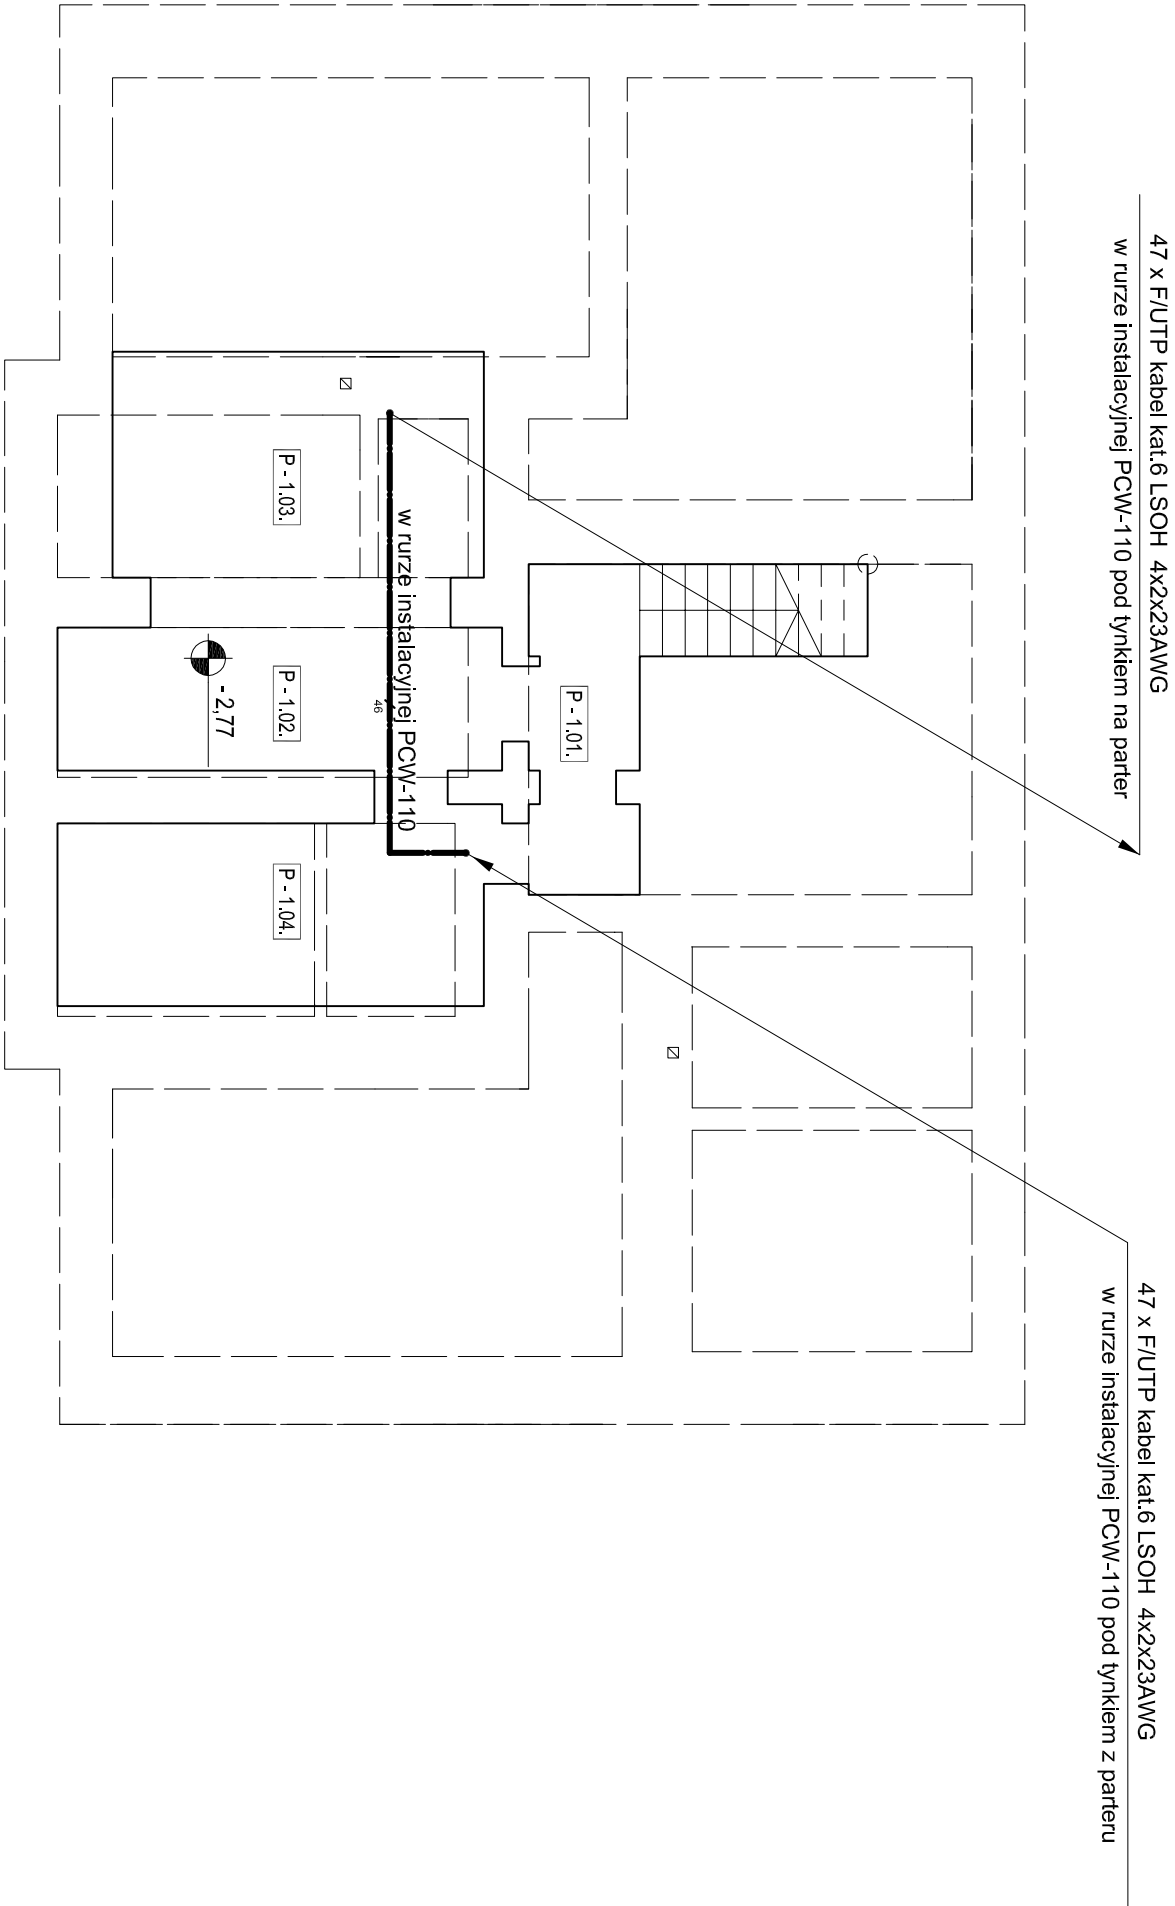 47 x F/UTP kabel kat.6 LSOH 4x2x23AWG
w rurze instalacyjnej PCW-110 pod tynkiem na parter
47 x F/UTP kabel kat.6 LSOH 4x2x23AWG
w rurze instalacyjnej PCW-110 pod tynkiem z parteru
P - 1.01.
w rurze instalacyjnej PCW-110
46
P - 1.03.
P - 1.02.
P - 1.04.
- 2,77